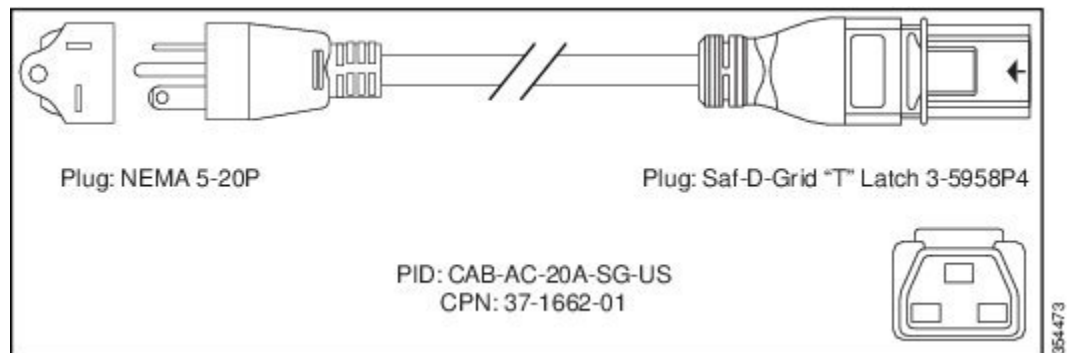 Plug: NEMA 5-20P
Plug: Saf-D-Grid “T” Latch 3-5958P4
PID: CAB-AC-20A-SG-US
CPN: 37-1662-01
354473